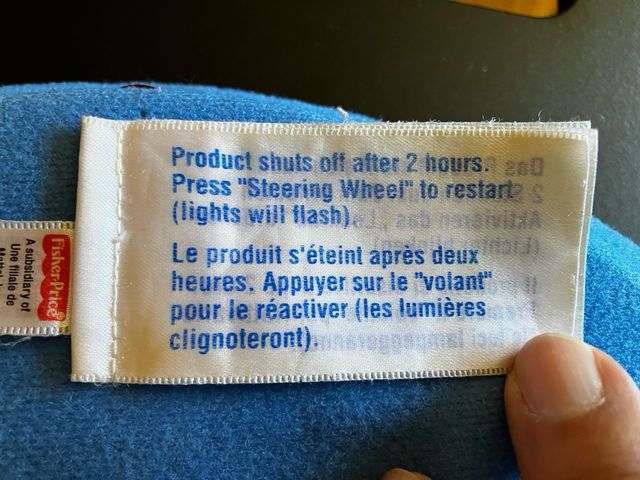 Product shuts off after 2 hours.
Press "Steering Wheel" to restart
(lights will flash).
Le produit s'éteint après deux
heures. Appuyer sur le "volant"
pour le réactiver (les lumières
clignoteront).
Fisher-Price
A subsidiary of
Une filiale de